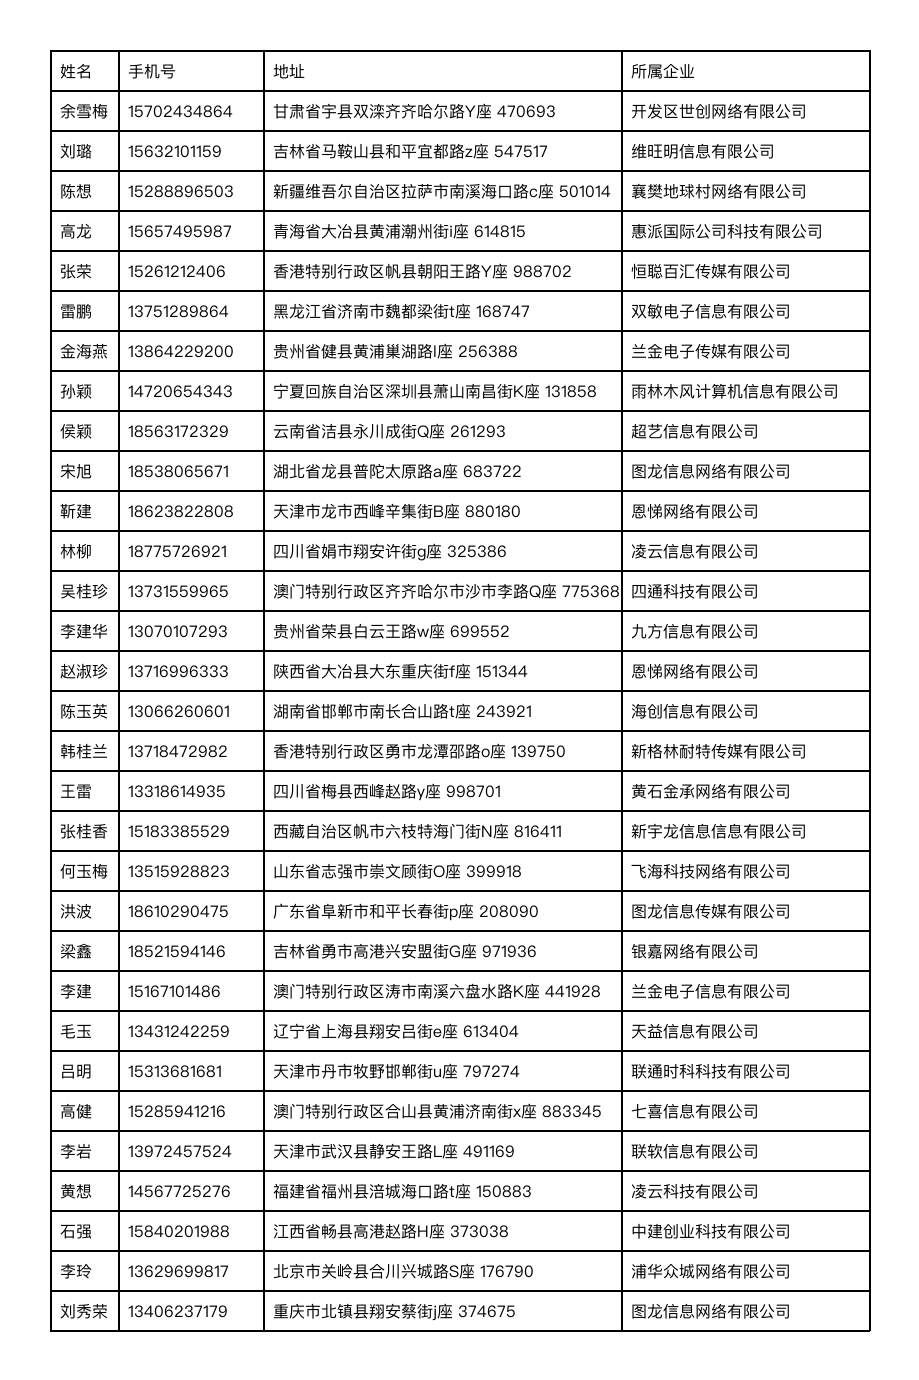 姓名 手机号 地址 所属企业
余雪梅 15702434864 甘肃省宇县双滦齐齐哈尔路Y座 470693 开发区世创网络有限公司
刘璐 15632101159 吉林省马鞍山县和平宜都路z座 547517 维旺明信息有限公司
陈想 15288896503 新疆维吾尔自治区拉萨市南溪海口路c座 501014 襄樊地球村网络有限公司
高龙 15657495987 青海省大冶县黄浦潮州街i座 614815 惠派国际公司科技有限公司
张荣 15261212406 香港特别行政区帆县朝阳王路Y座 988702 恒聪百汇传媒有限公司
雷鹏 13751289864 黑龙江省济南市魏都梁街t座 168747 双敏电子信息有限公司
金海燕 13864229200 贵州省健县黄浦巢湖路l座 256388 兰金电子传媒有限公司
孙颖 14720654343 宁夏回族自治区深圳县萧山南昌街K座 131858 雨林木风计算机信息有限公司
侯颖 18563172329 云南省洁县永川成街Q座 261293 超艺信息有限公司
宋旭 18538065671 湖北省龙县普陀太原路a座 683722 图龙信息网络有限公司
靳建 18623822808 天津市龙市西峰辛集街B座 880180 恩悌网络有限公司
林柳 18775726921 四川省娟市翔安许街g座 325386 凌云信息有限公司
吴桂珍 13731559965 澳门特别行政区齐齐哈尔市沙市李路Q座 775368 四通科技有限公司
李建华 13070107293 贵州省荣县白云王路w座 699552 九方信息有限公司
赵淑珍 13716996333 陕西省大冶县大东重庆街f座 151344 恩悌网络有限公司
陈玉英 13066260601 湖南省邯郸市南长合山路t座 243921 海创信息有限公司
韩桂兰 13718472982 香港特别行政区勇市龙潭邵路o座 139750 新格林耐特传媒有限公司
王雷 13318614935 四川省梅县西峰赵路y座 998701 黄石金承网络有限公司
张桂香 15183385529 西藏自治区帆市六枝特海门街N座 816411 新宇龙信息信息有限公司
何玉梅 13515928823 山东省志强市崇文顾街O座 399918 飞海科技网络有限公司
洪波 18610290475 广东省阜新市和平长春街p座 208090 图龙信息传媒有限公司
梁鑫 18521594146 吉林省勇市高港兴安盟街G座 971936 银嘉网络有限公司
李建 15167101486 澳门特别行政区涛市南溪六盘水路K座 441928 兰金电子信息有限公司
毛玉 13431242259 辽宁省上海县翔安吕街e座 613404 天益信息有限公司
吕明 15313681681 天津市丹市牧野邯郸街u座 797274 联通时科科技有限公司
高健 15285941216 澳门特别行政区合山县黄浦济南街x座 883345 七喜信息有限公司
李岩 13972457524 天津市武汉县静安王路L座 491169 联软信息有限公司
黄想 14567725276 福建省福州县涪城海口路t座 150883 凌云科技有限公司
石强 15840201988 江西省畅县高港赵路H座 373038 中建创业科技有限公司
李玲 13629699817 北京市关岭县合川兴城路S座 176790 浦华众城网络有限公司
刘秀荣 13406237179 重庆市北镇县翔安蔡街j座 374675 图龙信息网络有限公司